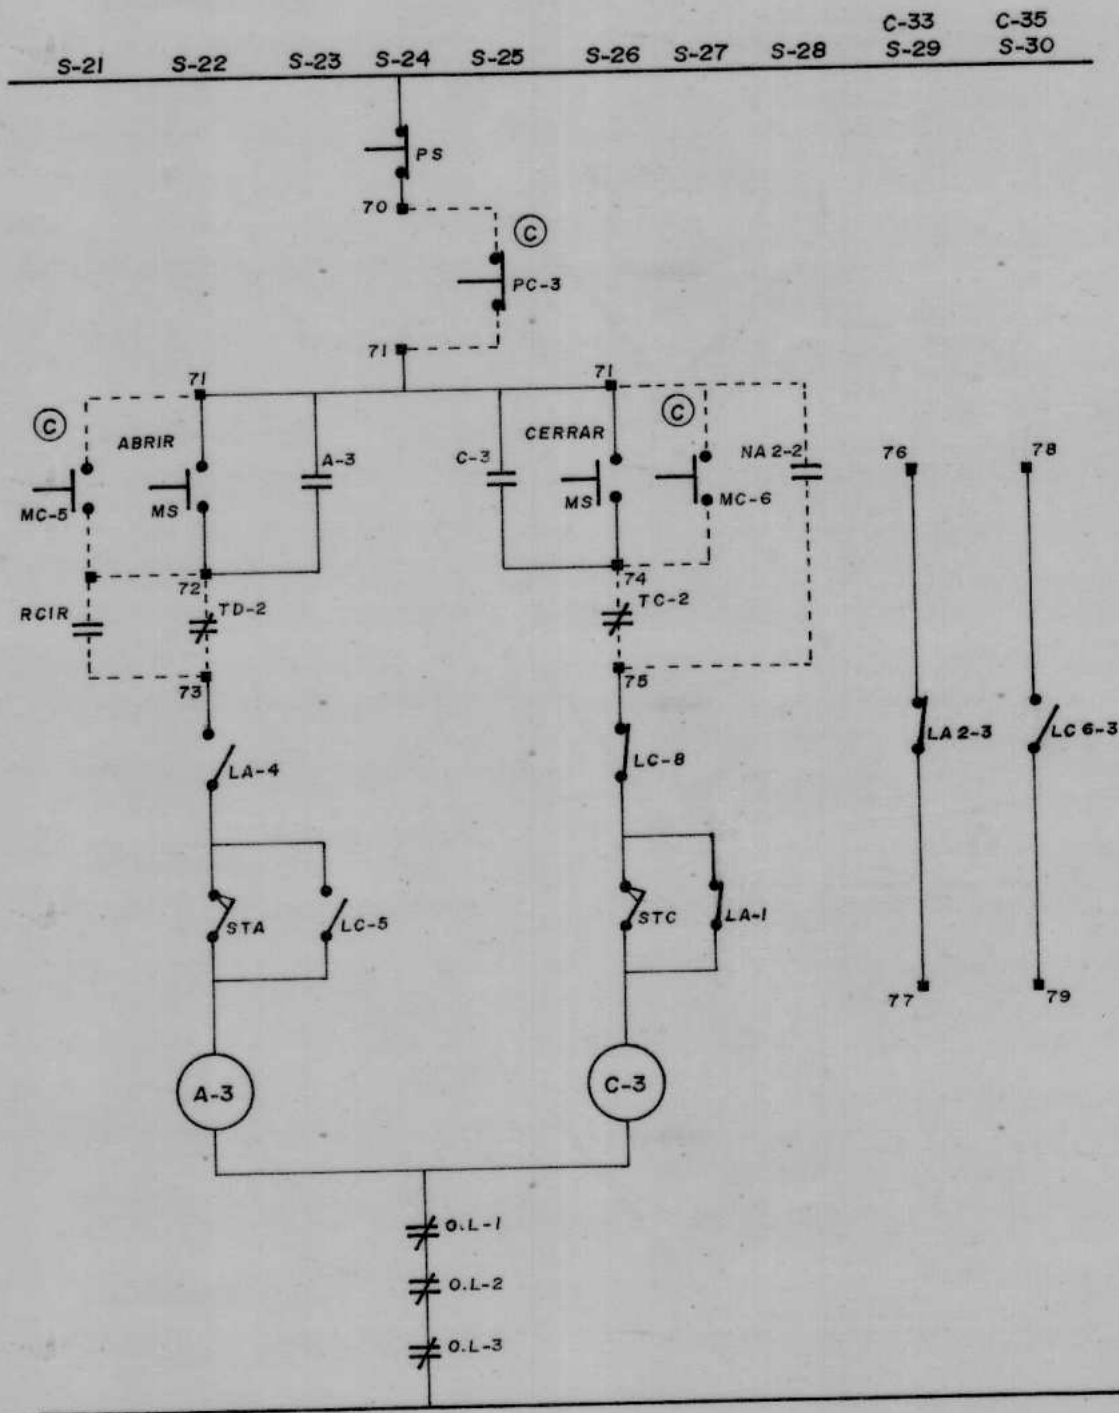 C-33 C-35
S-21 S-22 S-23 S-24 S-25 S-26 S-27 S-28 S-29 S-30
PS
70
C
PC-3
71
71 71
C ABRIR A-3 C-3 CERRAR C NA 2-2 76 78
MC-5 MS MS MC-6
72 74
RCIR TD-2 TC-2
73 75
LA-4 LC-8 LA 2-3 LC 6-3
STA LC-5 STC LA-1
77 79
A-3 C-3
O.L-1
O.L-2
O.L-3